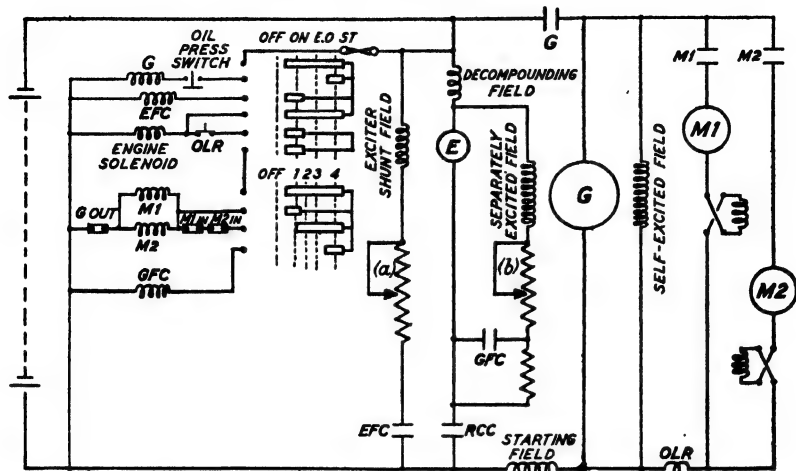 OFF ON E.O ST
OIL
PRESS
SWITCH
G
EFC
ENGINE
SOLENOID
OLR
OFF 1 2 3 4
G OUT
M1
M2
M1 IN
M2 IN
GFC
EXCITER
SHUNT FIELD
(a)
EFC
DECOMPOUNDING
FIELD
E
SEPARATELY
EXCITED FIELD
(b)
GFC
RCC
STARTING
FIELD
G
G
SELF-EXCITED FIELD
OLR
M1
M2
M1
M2